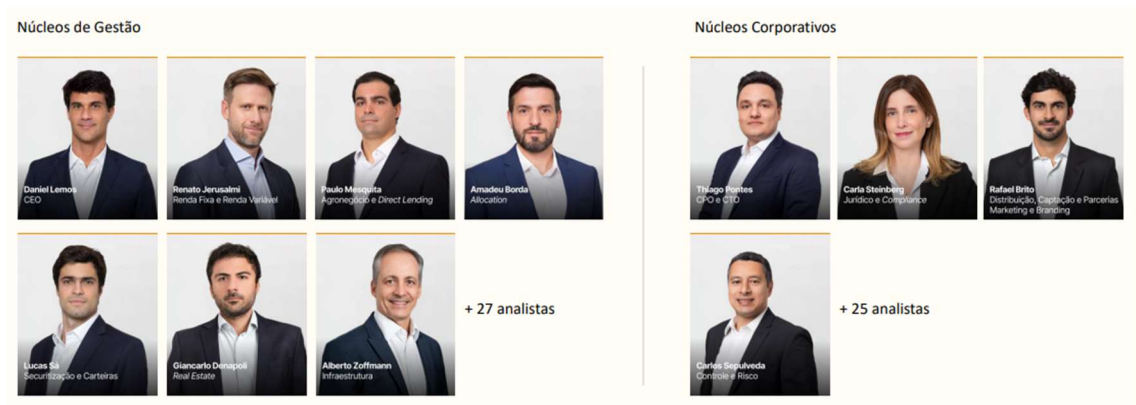 Núcleos de Gestão
Daniel Lemos
CEO
Renato Jerusalmi
Renda Fixa e Renda Variável
Paulo Mesquita
Agronegócio e Direct Lending
Amadeu Borda
Allocation
Lucas Sá
Securitização e Carteiras
Giancarlo Denapoli
Real Estate
Alberto Zoffmann
Infraestrutura
+ 27 analistas
Núcleos Corporativos
Thiago Pontes
CPO e CTO
Carla Steinberg
Jurídico e Compliance
Rafael Brito
Distribuição, Captação e Parcerias
Marketing e Branding
Carlos Sepulveda
Controle e Risco
+ 25 analistas